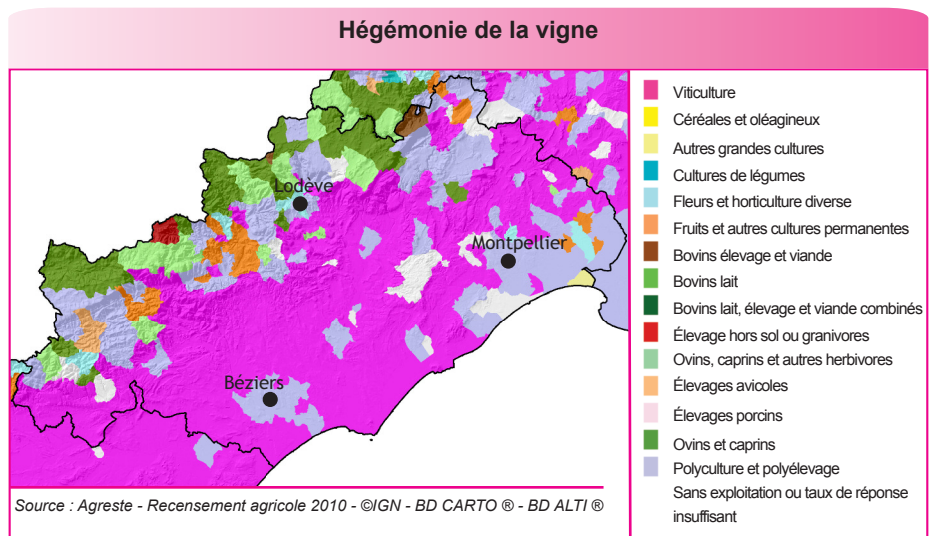 Hégémonie de la vigne
Lodève
Montpellier
Béziers
Viticulture
Céréales et oléagineux
Autres grandes cultures
Cultures de légumes
Fleurs et horticulture diverse
Fruits et autres cultures permanentes
Bovins élevage et viande
Bovins lait
Bovins lait, élevage et viande combinés
Élevage hors sol ou granivores
Ovins, caprins et autres herbivores
Élevages avicoles
Élevages porcins
Ovins et caprins
Polyculture et polyélevage
Sans exploitation ou taux de réponse
insuffisant
Source : Agreste - Recensement agricole 2010 - ©IGN - BD CARTO ® - BD ALTI ®